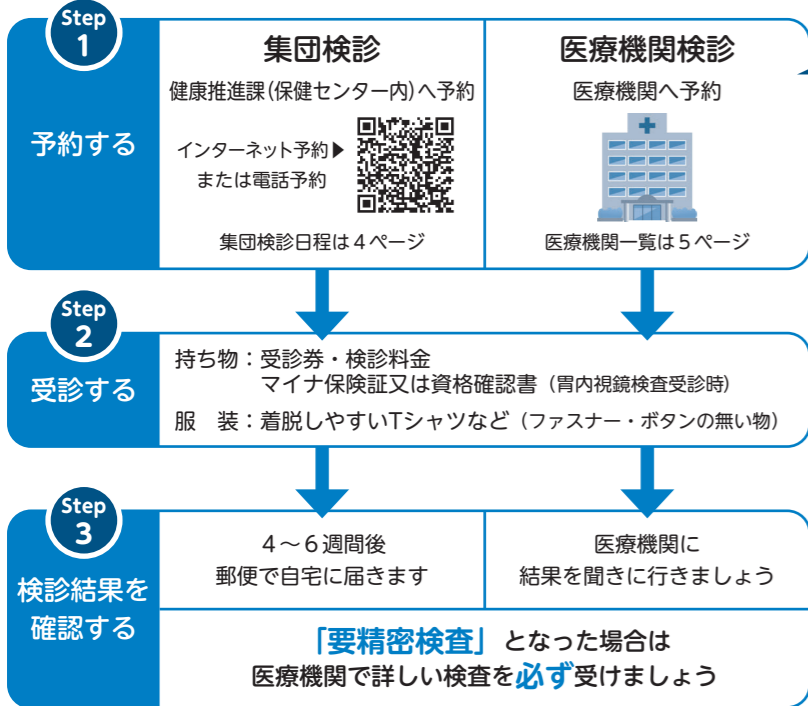 Step
1
予約する
集団検診
健康推進課(保健センター内)へ予約
インターネット予約▶
または電話予約
集団検診日程は4ページ
医療機関検診
医療機関へ予約
医療機関一覧は5ページ
Step
2
受診する
持ち物：受診券・検診料金
マイナ保険証又は資格確認書（胃内視鏡検査受診時）
服　装：着脱しやすいTシャツなど（ファスナー・ボタンの無い物）
Step
3
検診結果を
確認する
4～6週間後
郵便で自宅に届きます
医療機関に
結果を聞きに行きましょう
「要精密検査」となった場合は
医療機関で詳しい検査を必ず受けましょう